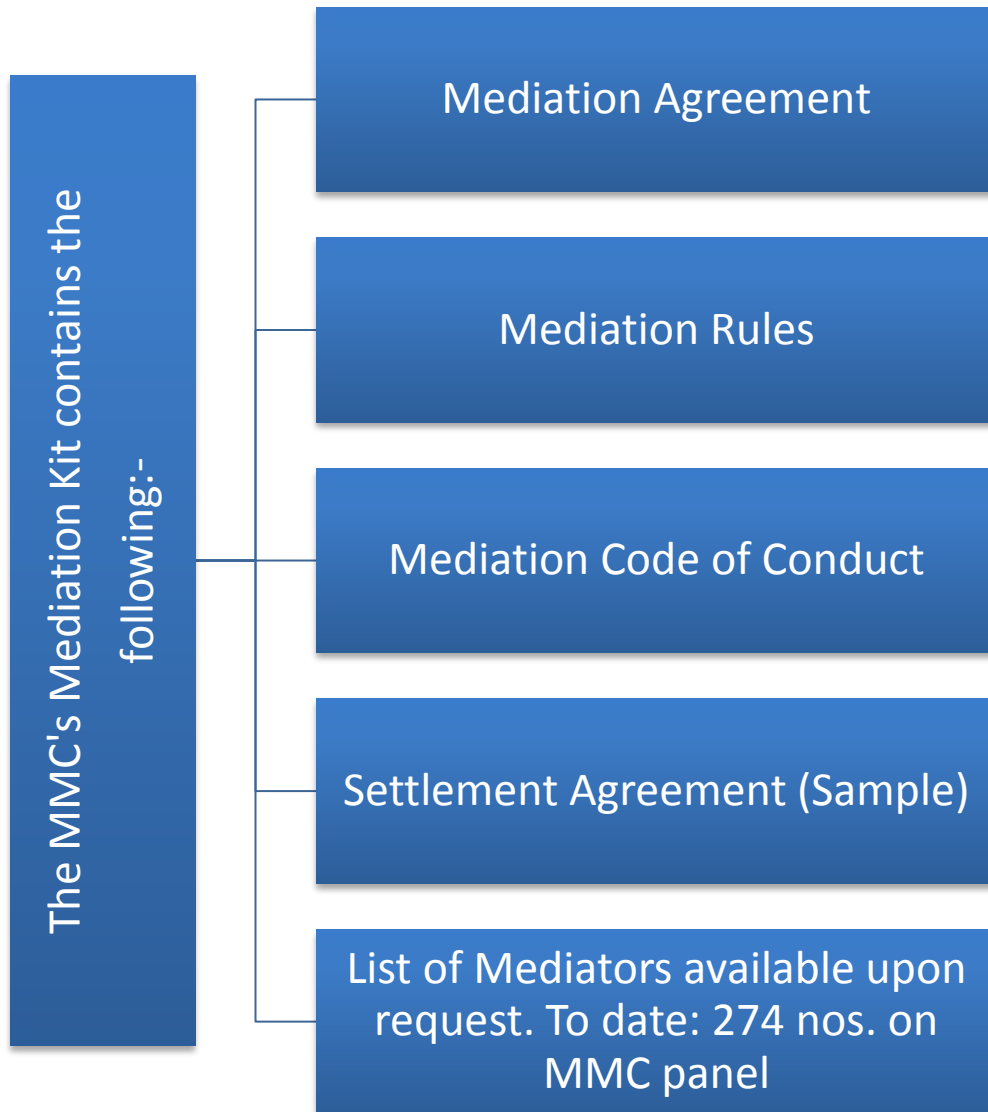 The MMC's Mediation Kit contains the
following:-
Mediation Agreement
Mediation Rules
Mediation Code of Conduct
Settlement Agreement (Sample)
List of Mediators available upon
request. To date: 274 nos. on
MMC panel